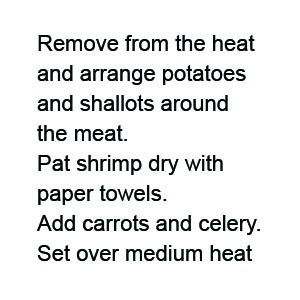 Remove from the heat
and arrange potatoes
and shallots around
the meat.
Pat shrimp dry with
paper towels.
Add carrots and celery.
Set over medium heat